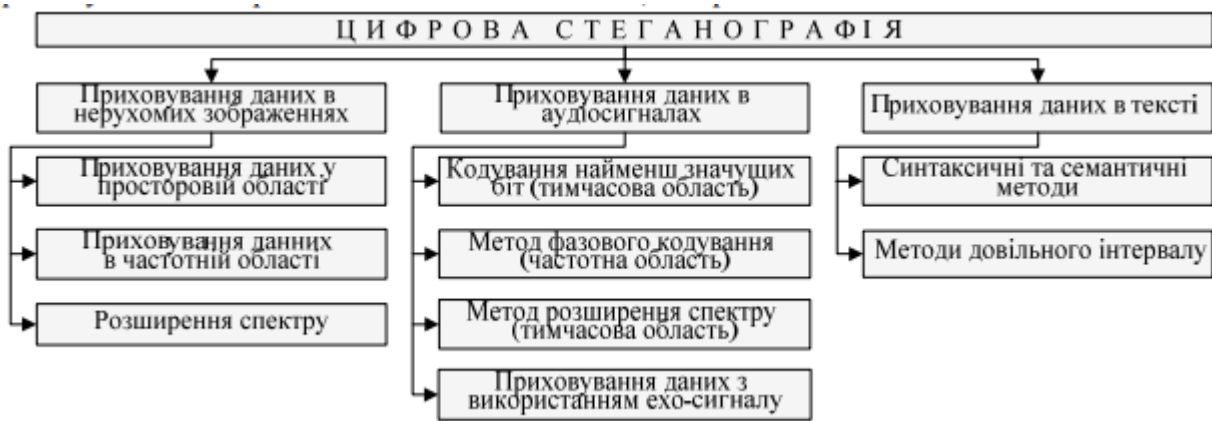 ЦИФРОВА СТЕГАНОГРАФІЯ
Приховування даних в
нерухомих зображеннях
Приховування даних у
просторовій області
Приховування данних
в частотній області
Розширення спектру
Приховування даних в
аудіосигналах
Кодування найменш значущих
біт (тимчасова область)
Метод фазового кодування
(частотна область)
Метод розширення спектру
(тимчасова область)
Приховування даних з
використанням ехо-сигналу
Приховування даних в тексті
Синтаксичні та семантичні
методи
Методи довільного інтервалу